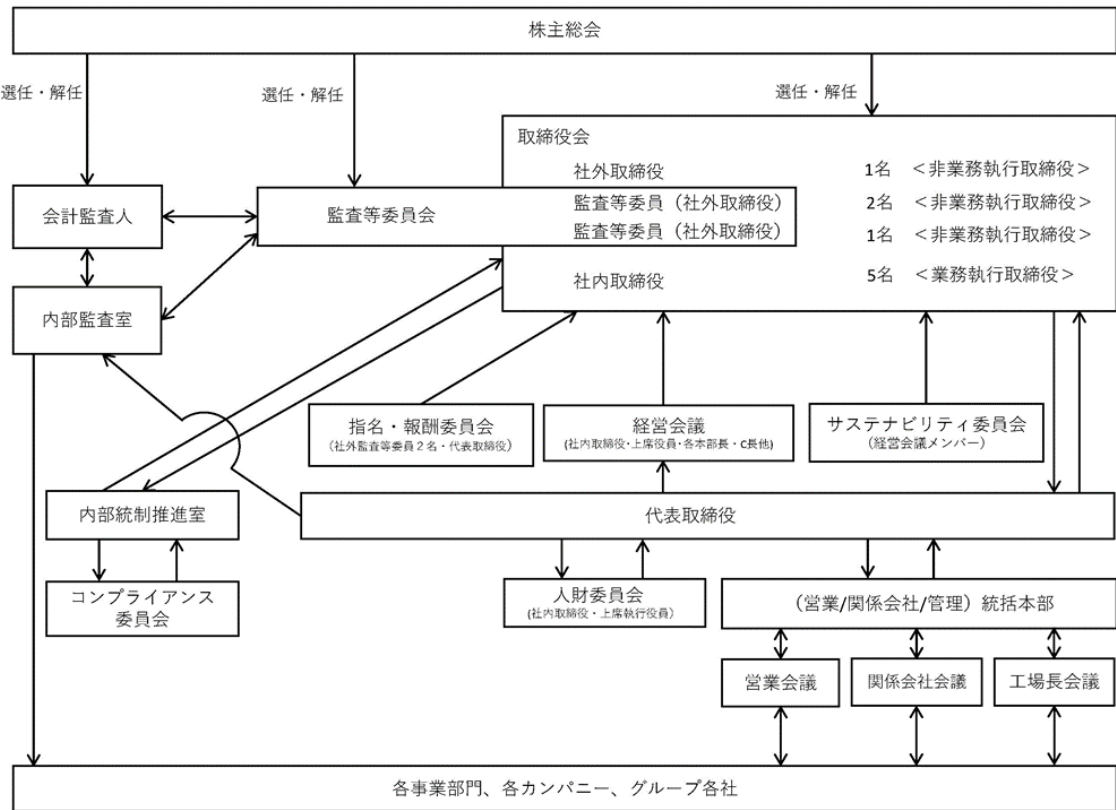 株主総会
選任・解任
選任・解任
選任・解任
取締役会
社外取締役 1名 <非業務執行取締役>
会計監査人
監査等委員会
監査等委員（社外取締役） 2名 <非業務執行取締役>
監査等委員（社外取締役） 1名 <非業務執行取締役>
社内取締役 5名 <業務執行取締役>
内部監査室
指名・報酬委員会
（社外監査等委員２名・代表取締役）
経営会議
(社内取締役・上席役員・各本部長・C長他)
サステナビリティ委員会
（経営会議メンバー）
内部統制推進室
代表取締役
コンプライアンス
委員会
人財委員会
(社内取締役・上席執行役員)
（営業/関係会社/管理）統括本部
営業会議
関係会社会議
工場長会議
各事業部門、各カンパニー、グループ各社